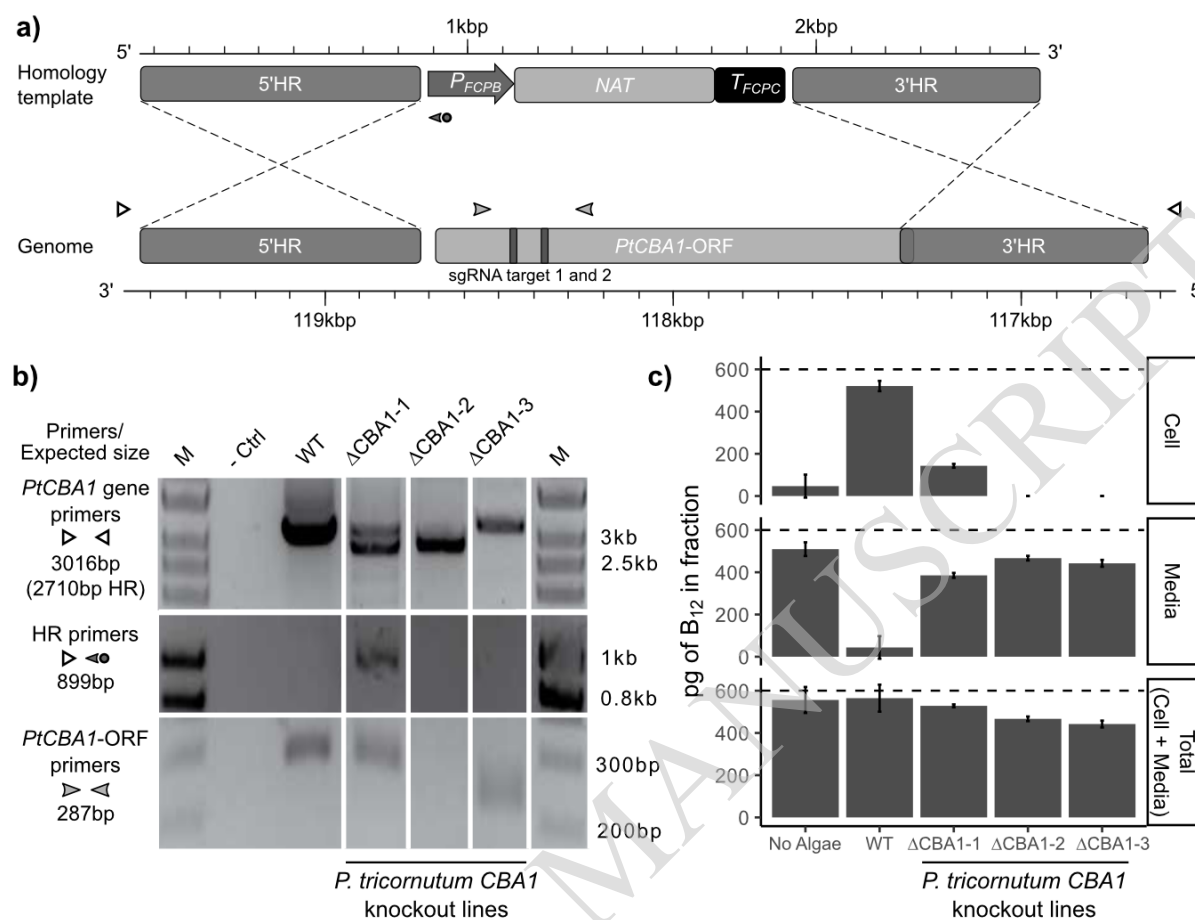 a)
1kbp 2kbp
5' 3'
Homology
template
5'HR
P_FCPB
NAT
T_FCPC
3'HR
Genome
5'HR
PtCBA1-ORF
3'HR
sgRNA target 1 and 2
3' 5
119kbp 118kbp 117kbp
b)
Primers/
Expected size
M
- Ctrl
WT
ΔCBA1-1
ΔCBA1-2
ΔCBA1-3
M
PtCBA1 gene
primers
3016bp
(2710bp HR)
3kb
2.5kb
HR primers
899bp
1kb
0.8kb
PtCBA1-ORF
primers
287bp
300bp
200bp
P. tricornutum CBA1
knockout lines
c)
pg of B12 in fraction
600
400
200
0
Cell
600
400
200
0
Media
600
400
200
0
Total
(Cell + Media)
No Algae WT ΔCBA1-1 ΔCBA1-2 ΔCBA1-3
P. tricornutum CBA1
knockout lines
MANUSCRIPT